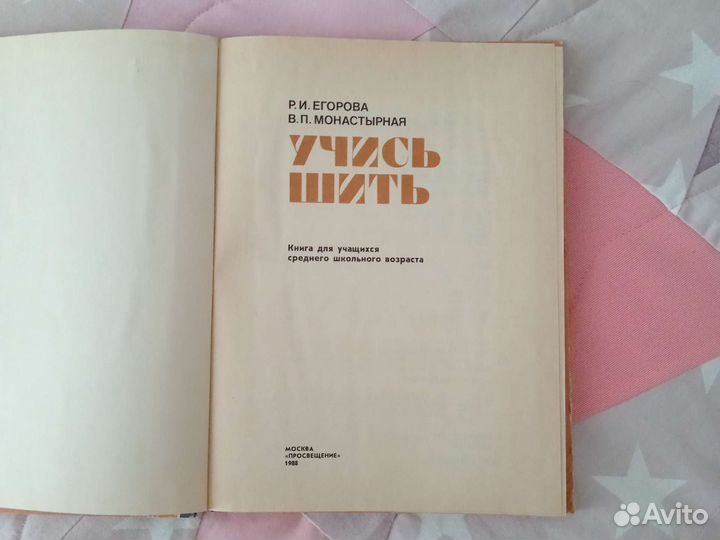 Р. И. ЕГОРОВА
В. П. МОНАСТЫРНАЯ
УЧИСЬ
ШИТЬ
Книга для учащихся
среднего школьного возраста
МОСКВА
«ПРОСВЕЩЕНИЕ»
1988
Avito